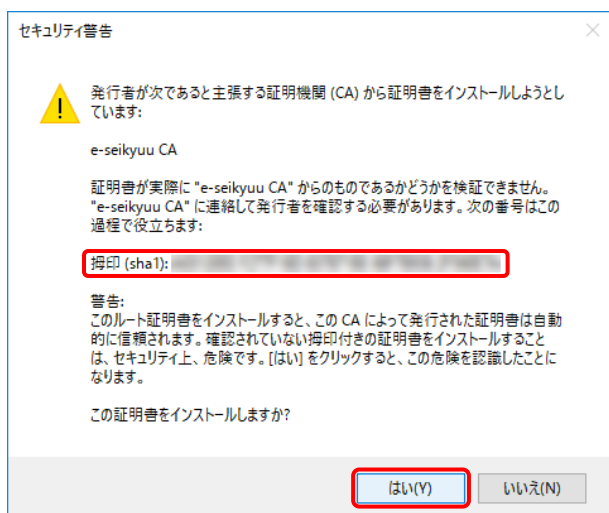 セキュリティ警告
発行者が次であると主張する証明機関 (CA) から証明書をインストールしようとし
ています:
e-seikyuu CA
証明書が実際に "e-seikyuu CA" からのものであるかどうかを検証できません。
"e-seikyuu CA" に連絡して発行者を確認する必要があります。次の番号はこの
過程で役立ちます:
拇印 (sha1):
警告:
このルート証明書をインストールすると、この CA によって発行された証明書は自動
的に信頼されます。確認されていない拇印付きの証明書をインストールすること
は、セキュリティ上、危険です。[はい] をクリックすると、この危険を認識したことに
なります。
この証明書をインストールしますか?
はい(Y)
いいえ(N)